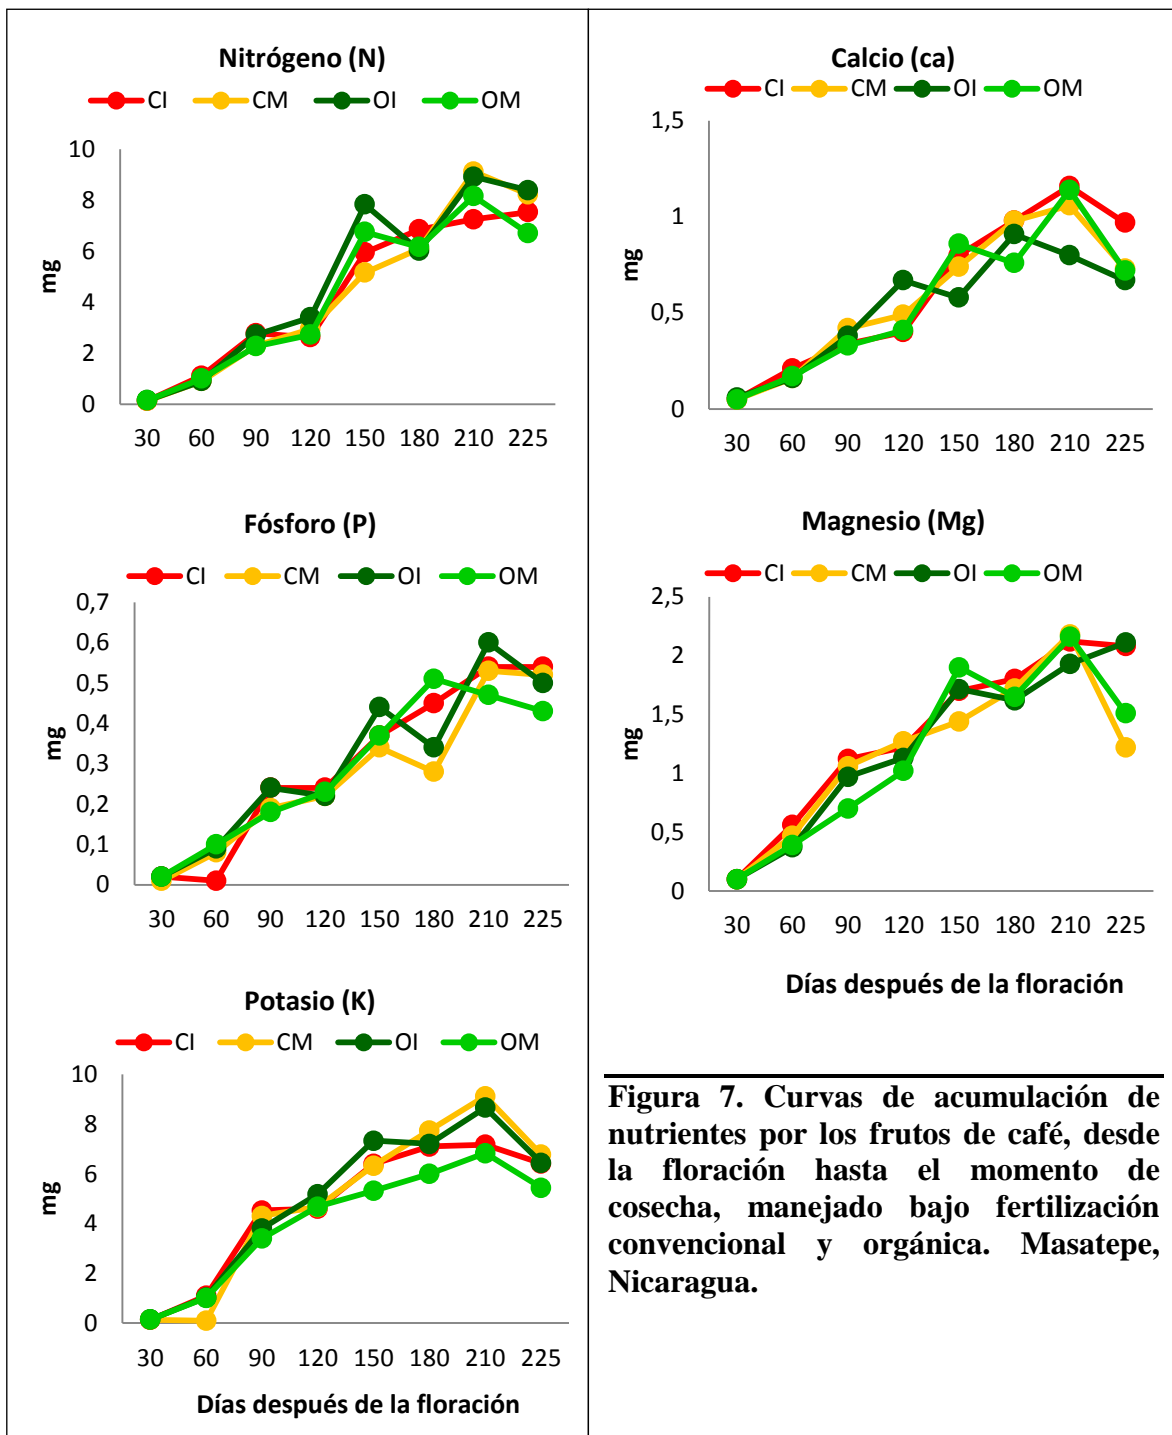 Nitrógeno (N)
CI CM OI OM
10
8
6
4
2
0
mg
30 60 90 120 150 180 210 225
Fósforo (P)
CI CM OI OM
0,7
0,6
0,5
0,4
0,3
0,2
0,1
0
mg
30 60 90 120 150 180 210 225
Potasio (K)
CI CM OI OM
10
8
6
4
2
0
mg
30 60 90 120 150 180 210 225
Días después de la floración
Calcio (ca)
CI CM OI OM
1,5
1
0,5
0
mg
30 60 90 120 150 180 210 225
Magnesio (Mg)
CI CM OI OM
2,5
2
1,5
1
0,5
0
mg
30 60 90 120 150 180 210 225
Días después de la floración
Figura 7. Curvas de acumulación de
nutrientes por los frutos de café, desde
la floración hasta el momento de
cosecha, manejado bajo fertilización
convencional y orgánica. Masatepe,
Nicaragua.